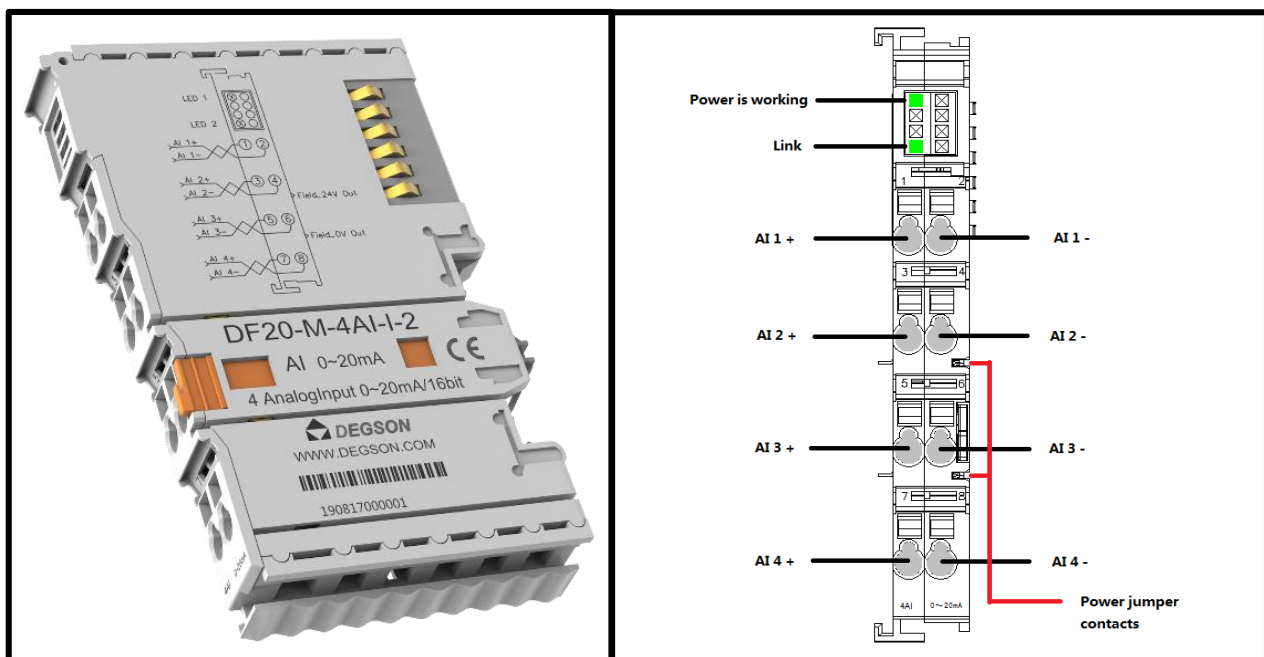 LED 1
LED 2
AI 1+
AI 1-
1 2
AI 2+
AI 2-
3 4
Field_24V Out
AI 3+
AI 3-
5 6
Field_0V Out
AI 4+
AI 4-
7 8
DF20-M-4AI-I-2
AI 0~20mA
CE
4 AnalogInput 0~20mA/16bit
DEGSON
WWW.DEGSON.COM
190817000001
4AI 0~20mA
Power is working
Link
1 2
AI 1 + AI 1 -
3 4
AI 2 + AI 2 -
5 6
AI 3 + AI 3 -
7 8
AI 4 + AI 4 -
4AI 0～20mA
Power jumper
contacts